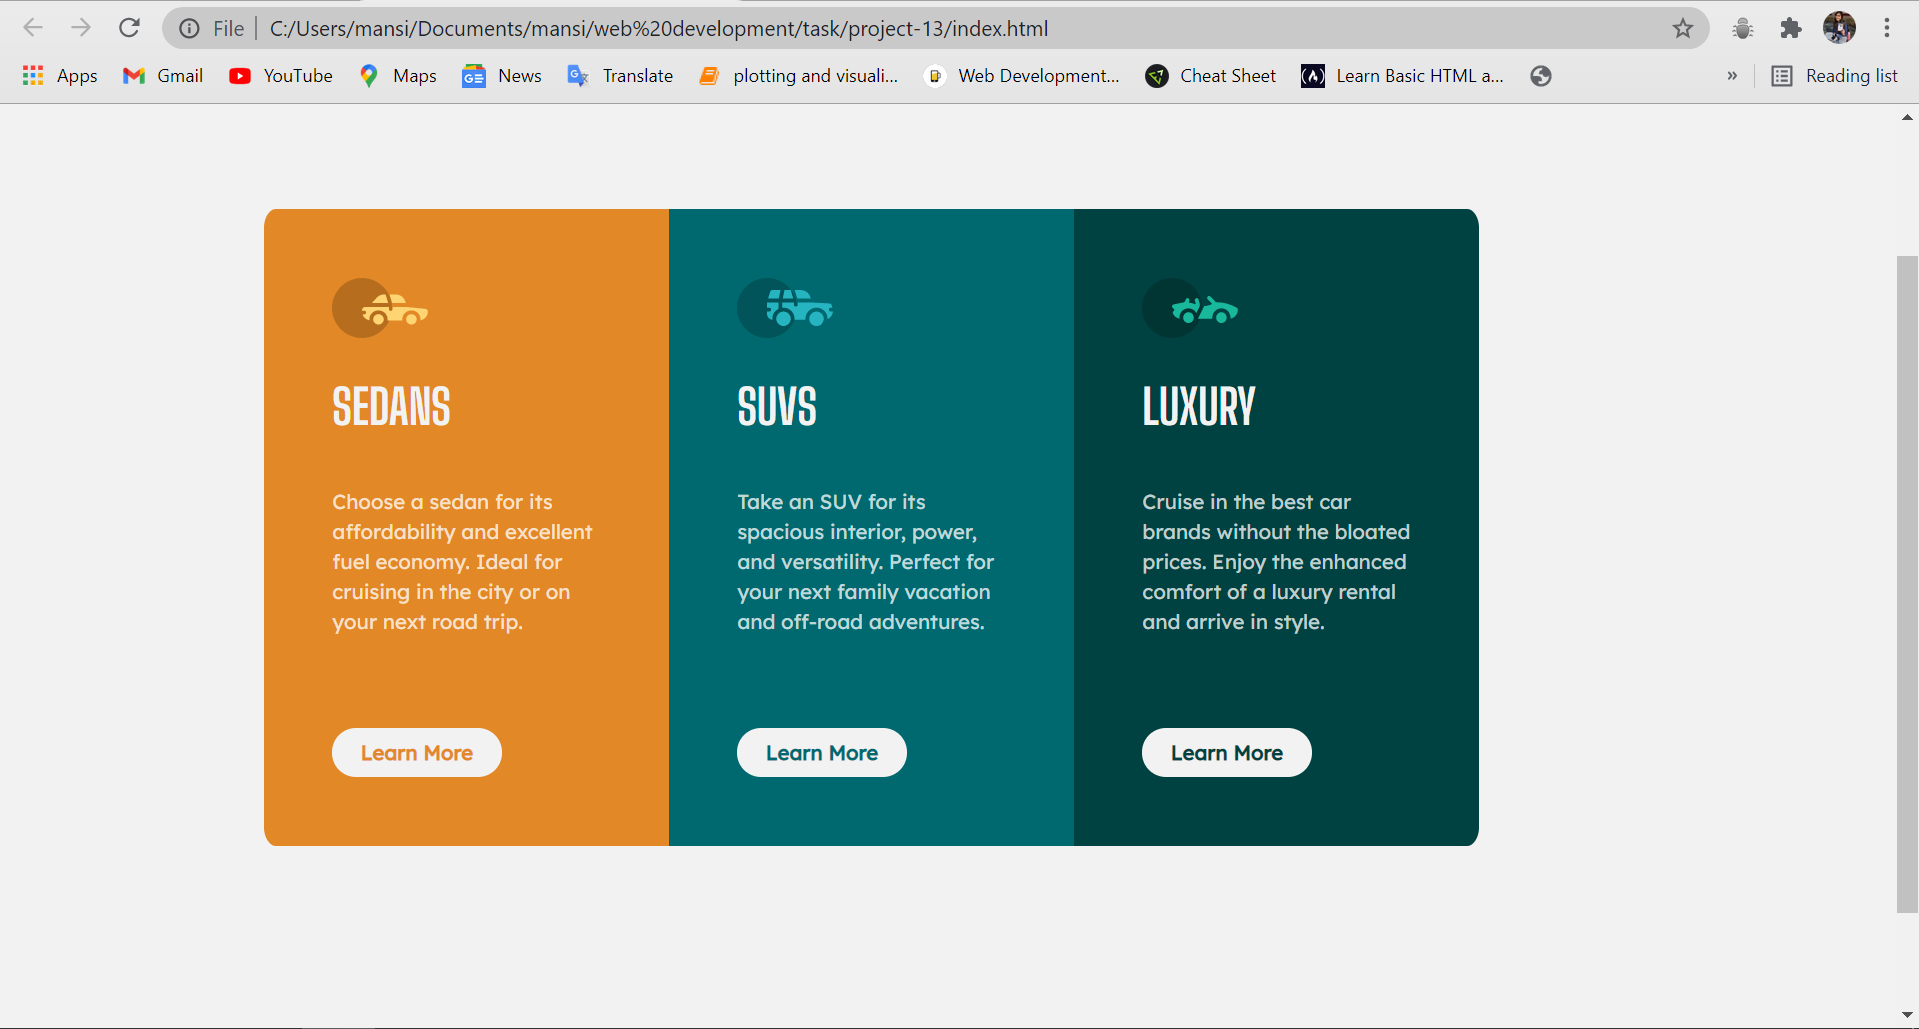 File | C:/Users/mansi/Documents/mansi/web%20development/task/project-13/index.html
Apps Gmail YouTube Maps News Translate plotting and visuali... Web Development... Cheat Sheet Learn Basic HTML a... » Reading list
SEDANS
Choose a sedan for its
affordability and excellent
fuel economy. Ideal for
cruising in the city or on
your next road trip.
Learn More
SUVS
Take an SUV for its
spacious interior, power,
and versatility. Perfect for
your next family vacation
and off-road adventures.
Learn More
LUXURY
Cruise in the best car
brands without the bloated
prices. Enjoy the enhanced
comfort of a luxury rental
and arrive in style.
Learn More